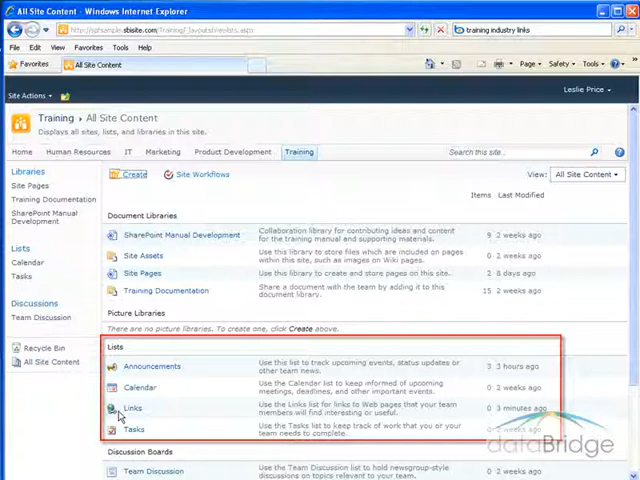 All Site Content - Windows Internet Explorer
training industry links
File Edit View Favorites Tools Help
Favorites All Site Content
Page Safety Tools
Site Actions
Leslie Price
Training All Site Content
Displays all sites, lists, and libraries in this site.
Home Human Resources IT Marketing Product Development Training Search this site...
Libraries
Site Pages
Training Documentation
SharePoint Manual
Development
Lists
Calendar
Tasks
Discussions
Team Discussion
Recycle Bin
All Site Content
Create Site Workflows View: All Site Content
Items Last Modified
Document Libraries
SharePoint Manual Development Collaboration library for contributing ideas and content
for the training manual and supporting materials. 9 2 weeks ago
Site Assets Use this library to store files which are included on pages
within this site, such as images on Wiki pages. 0 2 weeks ago
Site Pages Use this library to create and store pages on this site. 2 8 days ago
Training Documentation Share a document with the team by adding it to this
document library. 15 2 weeks ago
Picture Libraries
There are no picture libraries. To create one, click Create above.
Lists
Announcements Use this list to track upcoming events, status updates or
other team news. 3 3 hours ago
Calendar Use the Calendar list to keep informed of upcoming
meetings, deadlines, and other important events. 0 2 weeks ago
Links Use the Links list for links to Web pages that your team
members will find interesting or useful. 0 3 minutes ago
Tasks Use the Tasks list to keep track of work that you or your
team needs to complete. 0 2 weeks ago
dataBridge
Discussion Boards
Team Discussion Use the Team Discussion list to hold newsgroup-style
discussions on topics relevant to your team. 0 2 weeks ago